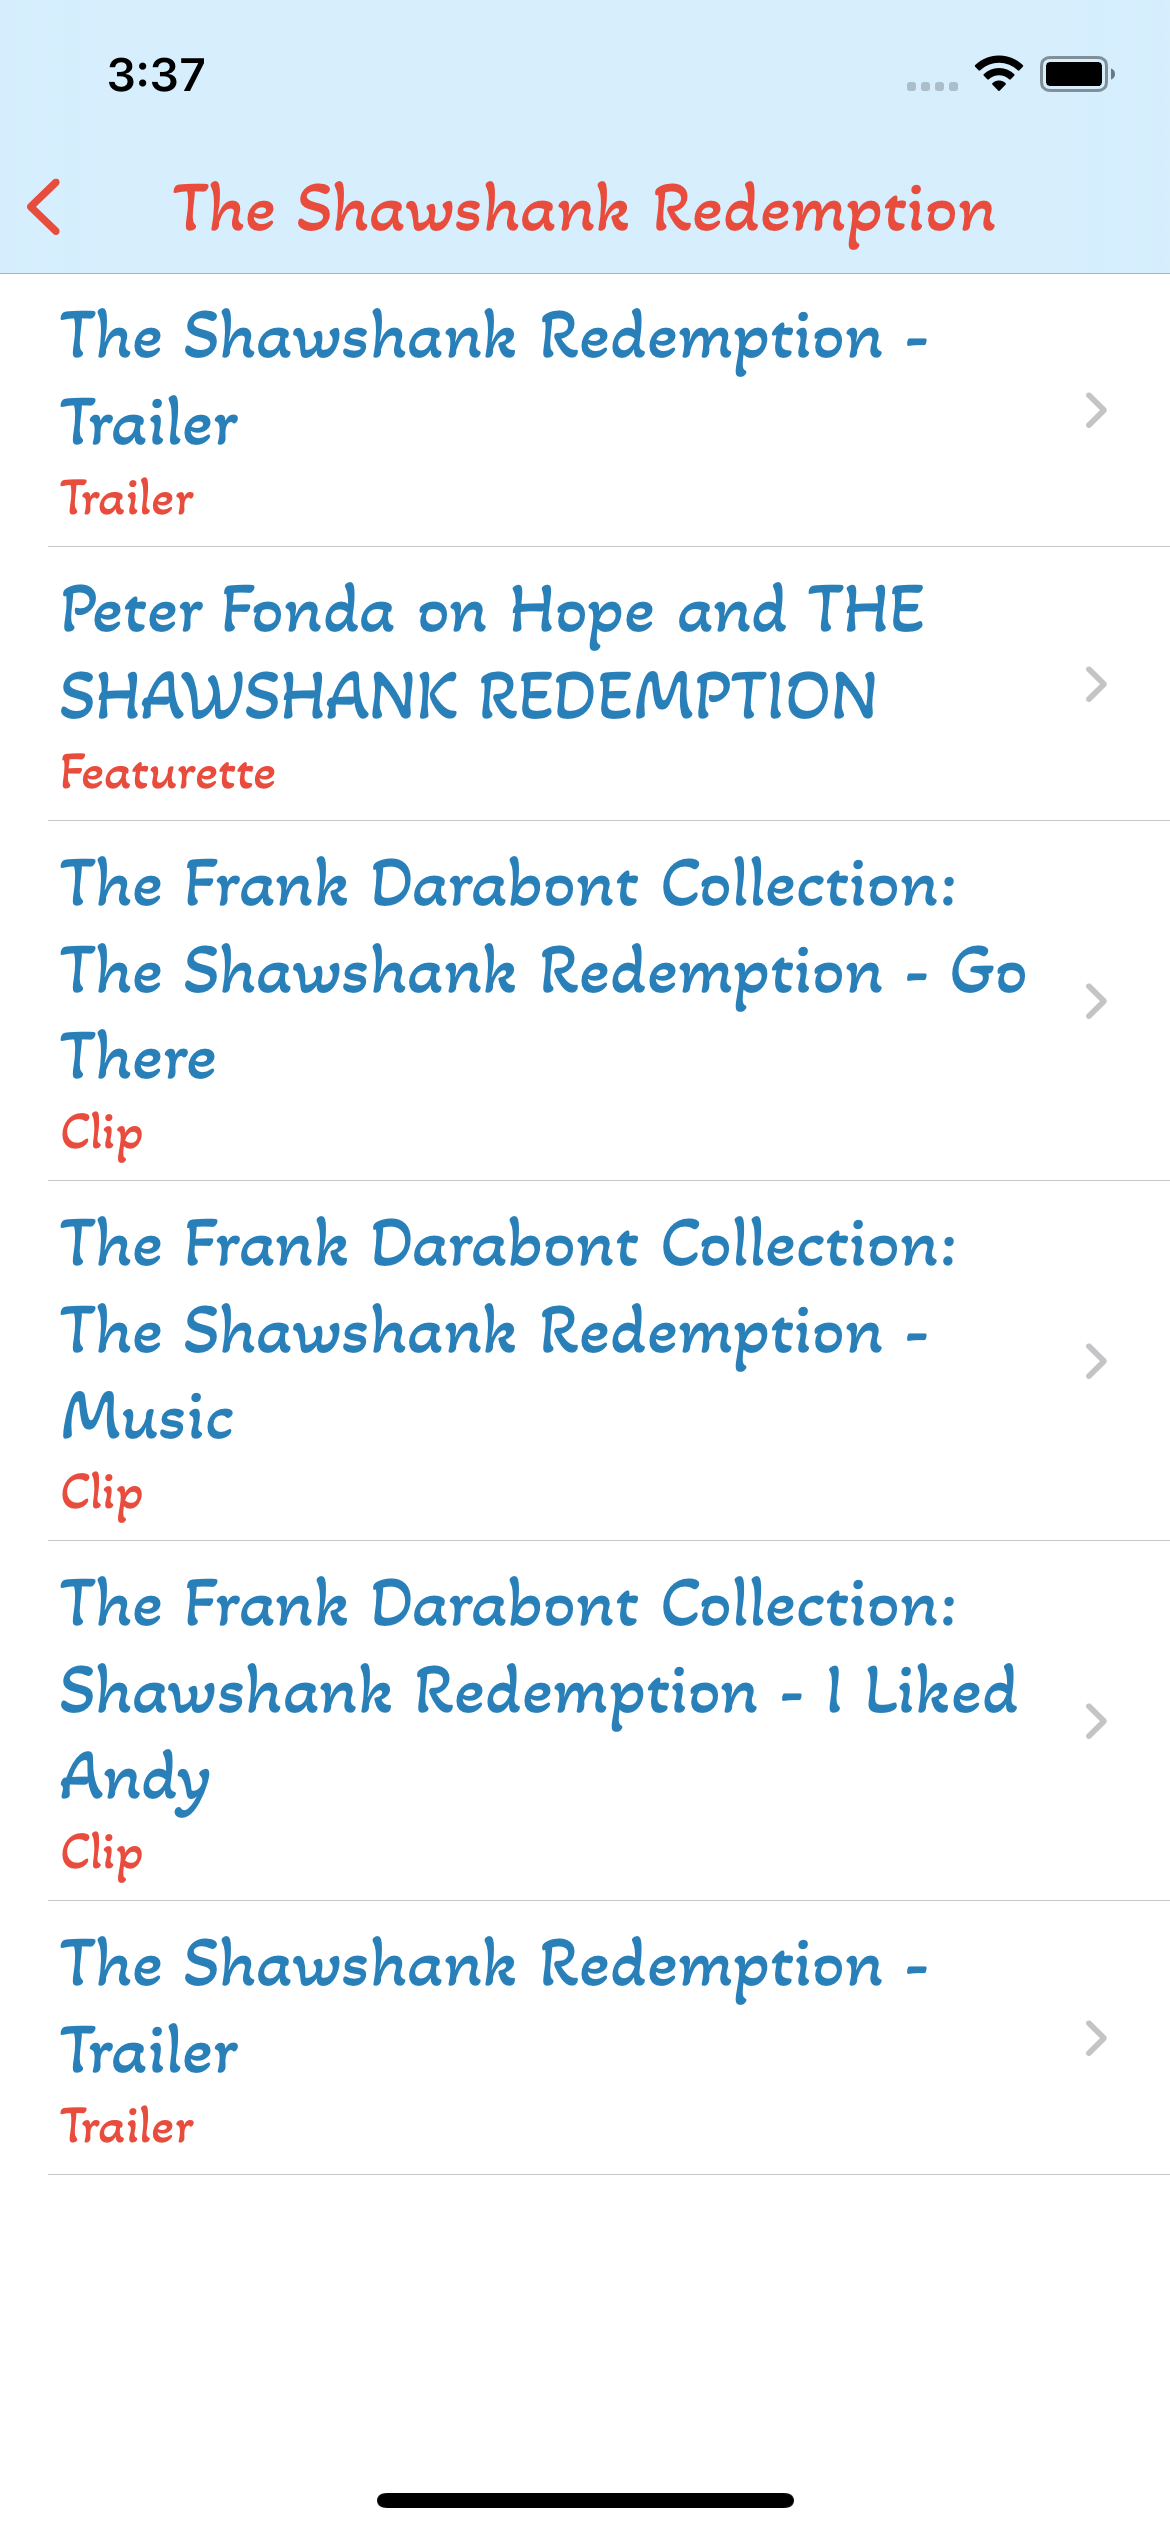 3:37
The Shawshank Redemption
The Shawshank Redemption -
Trailer
Trailer
Peter Fonda on Hope and THE
SHAWSHANK REDEMPTION
Featurette
The Frank Darabont Collection:
The Shawshank Redemption - Go
There
Clip
The Frank Darabont Collection:
The Shawshank Redemption -
Music
Clip
The Frank Darabont Collection:
Shawshank Redemption - I Liked
Andy
Clip
The Shawshank Redemption -
Trailer
Trailer